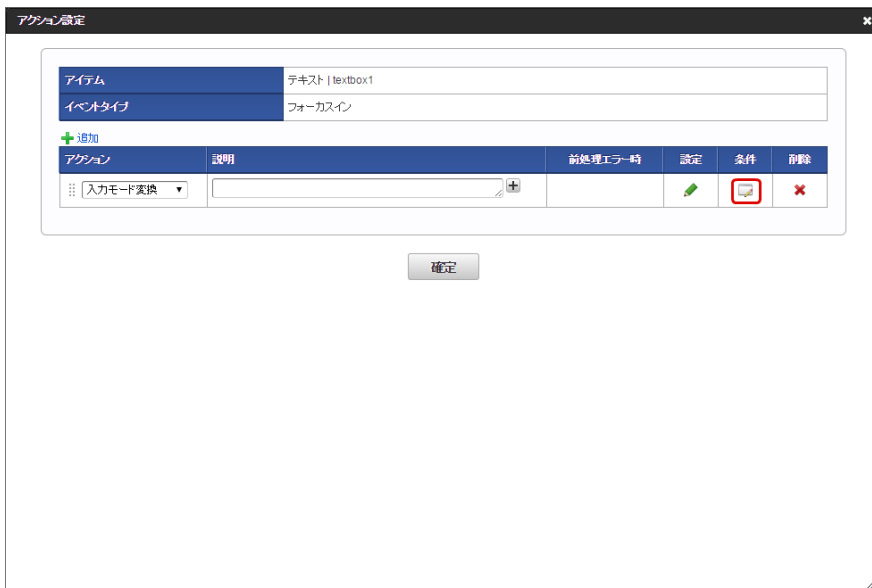 アクション設定
アイテム テキスト | textbox1
イベントタイプ フォーカスイン
追加
アクション 説明 前処理エラー時 設定 条件 削除
入力モード変換
確定